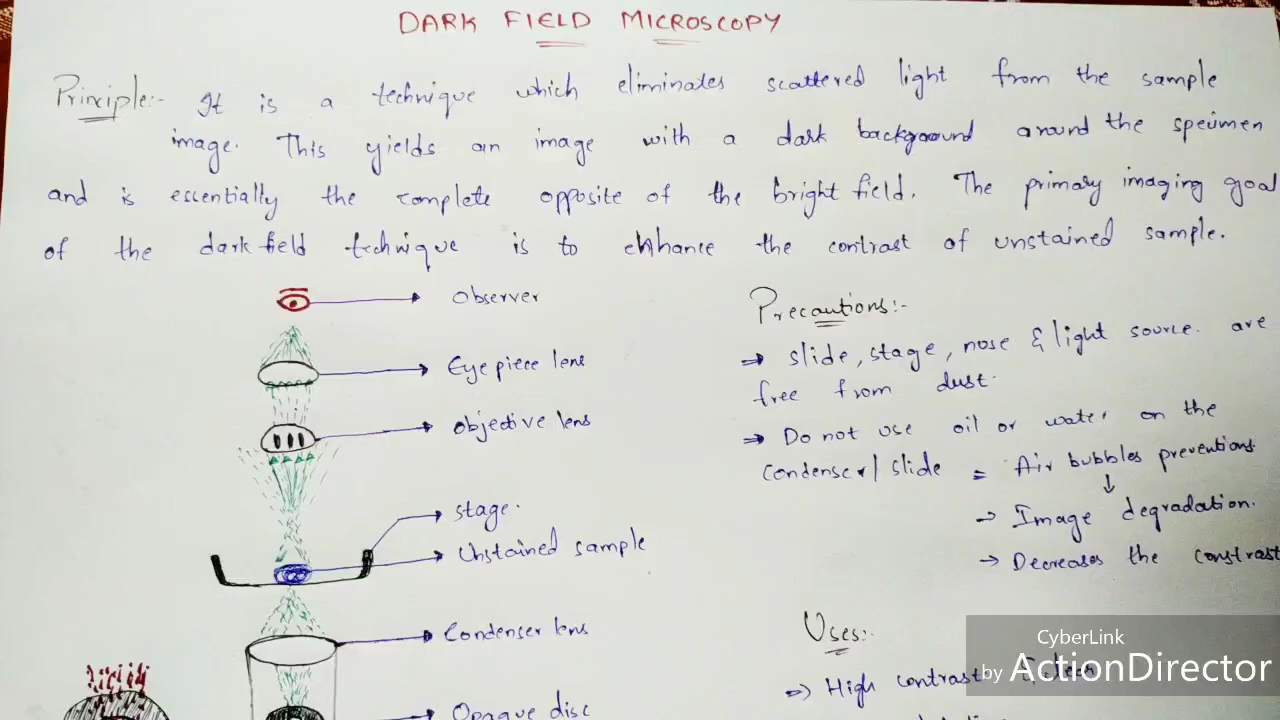 DARK FIELD MICROSCOPY
Principle:- It is a technique which eliminates scattered light from the sample
image. This yields an image with a dark background around the specimen
and is essentially the complete opposite of the bright field. The primary imaging goal
of the dark field technique is to enhance the contrast of unstained sample.
Observer
Eye piece lens
objective lens
stage.
Unstained sample
Condenser lens
Opaque disc
Precautions:-
⇒ slide, stage, nose & light source are
free from dust.
⇒ Do not use oil or water on the
Condenser/slide = Air bubbles preventions.
↓
→ Image degradation.
→ Decreases the constrast
Uses:-
⇒ High contrast &
CyberLink
by ActionDirector